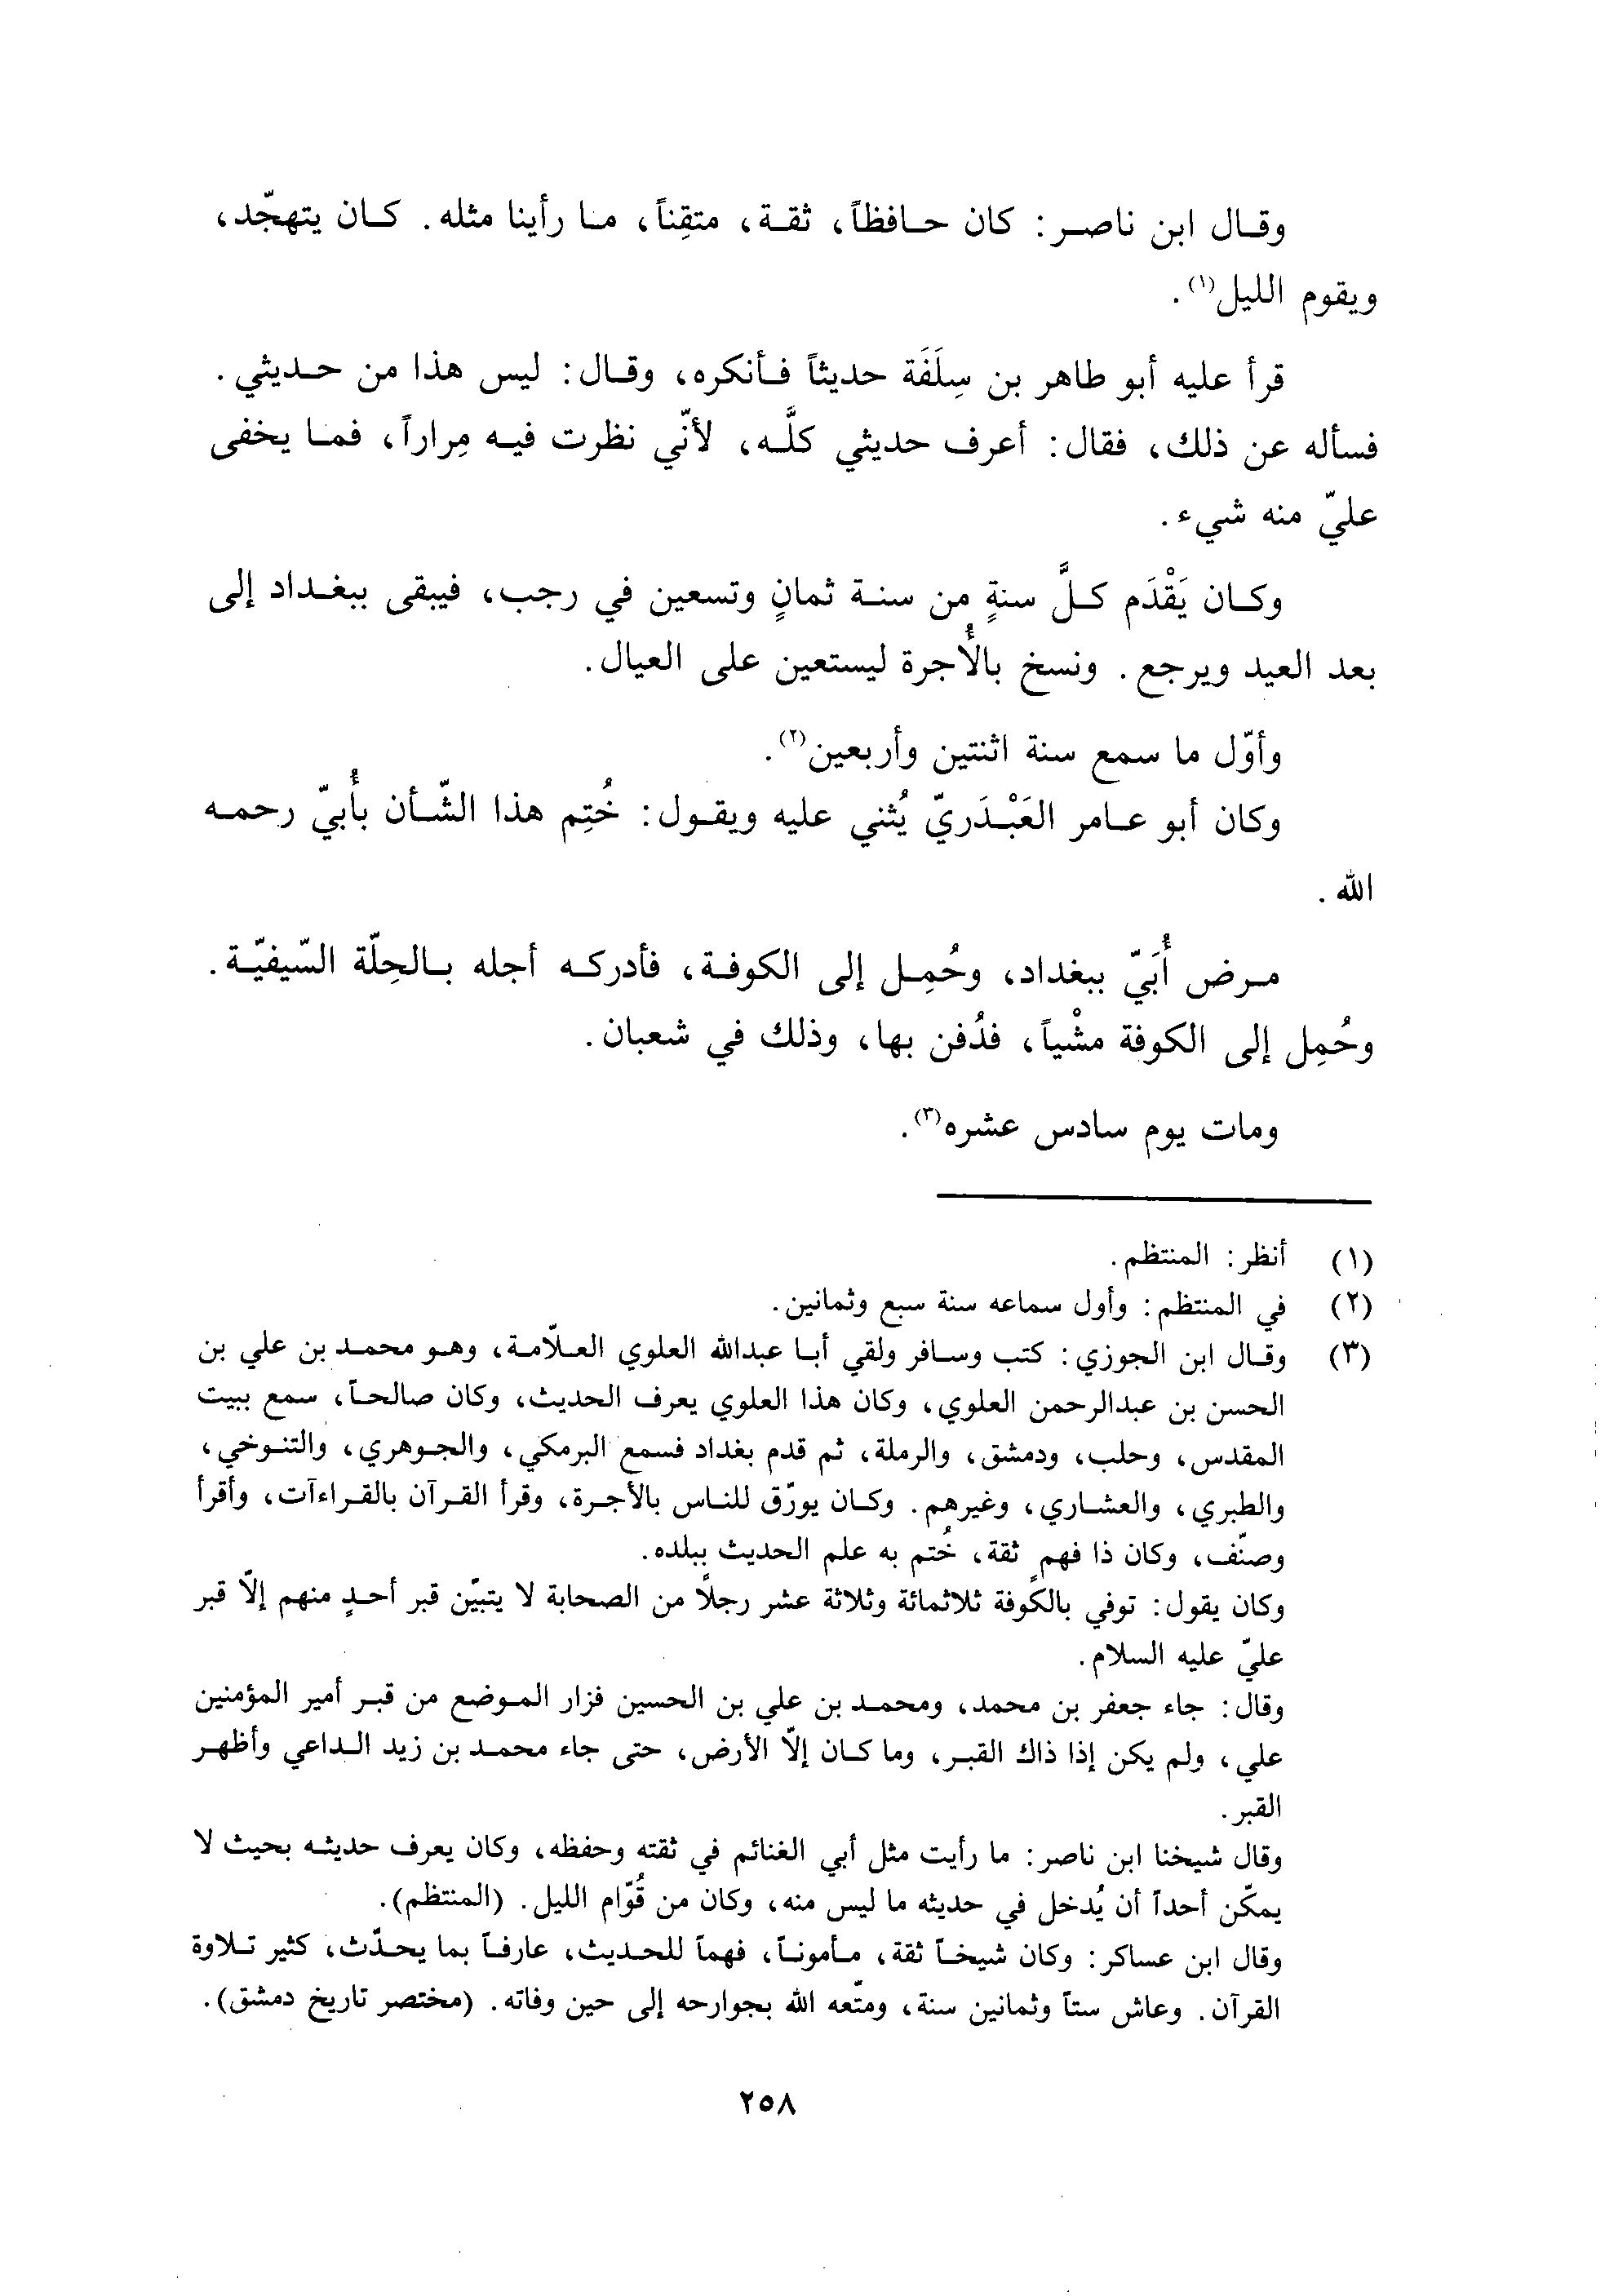 وقال ابن ناصر: كان حافظاً، ثقة، متقِناً، ما رأينا مثله. كان يتهجّد،
ويقوم الليل(١).
قرأ عليه أبو طاهر بن سِلَفَة حديثاً فأنكره، وقال: ليس هذا من حديثي.
فسأله عن ذلك، فقال: أعرف حديثي كلَّه، لأنّي نظرت فيه مِراراً، فما يخفى
عليّ منه شيء.
وكان يَقْدَم كلَّ سنةٍ من سنة ثمانٍ وتسعين في رجب، فيبقى ببغداد إلى
بعد العيد ويرجع. ونسخ بالأُجرة ليستعين على العيال.
وأوّل ما سمع سنة اثنتين وأربعين(٢).
وكان أبو عامر العَبْدَريّ يُثني عليه ويقول: خُتِم هذا الشّأن بأُبيّ رحمه
الله.
مرض أُبَيّ ببغداد، وحُمِل إلى الكوفة، فأدركه أجله بالحِلّة السّيفيّة.
وحُمِل إلى الكوفة مشْياً، فدُفن بها، وذلك في شعبان.
ومات يوم سادس عشره(٣).
(١) أنظر: المنتظم.
(٢) في المنتظم: وأول سماعه سنة سبع وثمانين.
(٣) وقال ابن الجوزي: كتب وسافر ولقي أبا عبدالله العلوي العلاّمة، وهو محمد بن علي بن
الحسن بن عبدالرحمن العلوي، وكان هذا العلوي يعرف الحديث، وكان صالحاً، سمع ببيت
المقدس، وحلب، ودمشق، والرملة، ثم قدم بغداد فسمع البرمكي، والجوهري، والتنوخي،
والطبري، والعشاري، وغيرهم. وكان يورّق للناس بالأجرة، وقرأ القرآن بالقراءآت، وأقرأ
وصنّف، وكان ذا فهمٍ ثقة، خُتم به علم الحديث ببلده.
وكان يقول: توفي بالكوفة ثلاثمائة وثلاثة عشر رجلاً من الصحابة لا يتبيّن قبر أحدٍ منهم إلاّ قبر
عليّ عليه السلام.
وقال: جاء جعفر بن محمد، ومحمد بن علي بن الحسين فزار الموضع من قبر أمير المؤمنين
علي، ولم يكن إذا ذاك القبر، وما كان إلاّ الأرض، حتى جاء محمد بن زيد الداعي وأظهر
القبر.
وقال شيخنا ابن ناصر: ما رأيت مثل أبي الغنائم في ثقته وحفظه، وكان يعرف حديثه بحيث لا
يمكّن أحداً أن يُدخل في حديثه ما ليس منه، وكان من قُوّام الليل. (المنتظم).
وقال ابن عساكر: وكان شيخاً ثقة، مأموناً، فهماً للحديث، عارفاً بما يحدّث، كثير تلاوة
القرآن. وعاش ستاً وثمانين سنة، ومتّعه الله بجوارحه إلى حين وفاته. (مختصر تاريخ دمشق).
٢٥٨